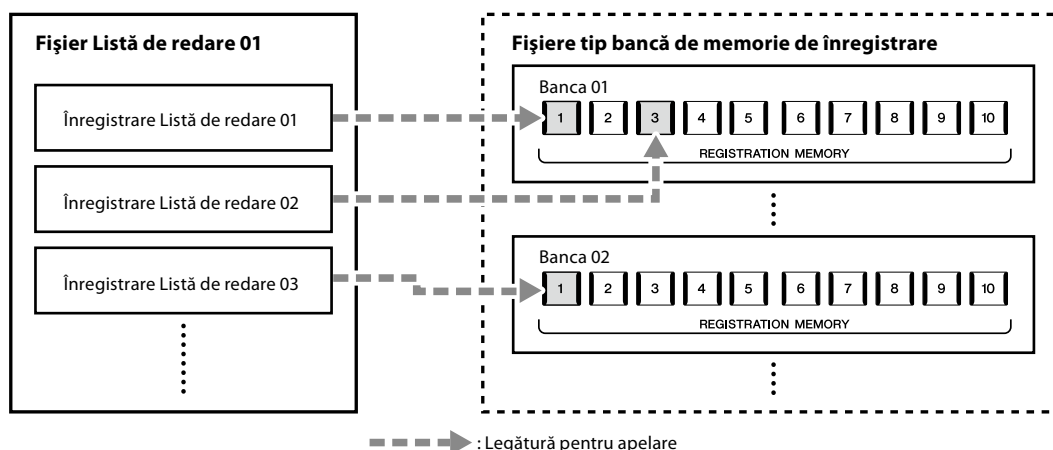 Fișier Listă de redare 01
Înregistrare Listă de redare 01
Înregistrare Listă de redare 02
Înregistrare Listă de redare 03
Fișiere tip bancă de memorie de înregistrare
Banca 01
1 2 3 4 5 6 7 8 9 10
REGISTRATION MEMORY
Banca 02
1 2 3 4 5 6 7 8 9 10
REGISTRATION MEMORY
: Legătură pentru apelare